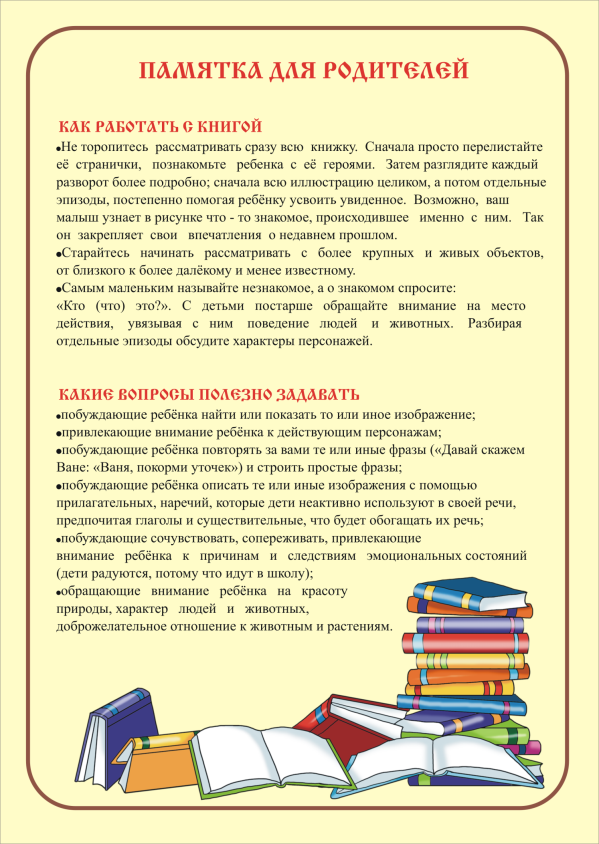 ПАМЯТКА ДЛЯ РОДИТЕЛЕЙ
КАК РАБОТАТЬ С КНИГОЙ
•Не торопитесь рассматривать сразу всю книжку. Сначала просто перелистайте
её странички, познакомьте ребенка с её героями. Затем разглядите каждый
разворот более подробно; сначала всю иллюстрацию целиком, а потом отдельные
эпизоды, постепенно помогая ребёнку усвоить увиденное. Возможно, ваш
малыш узнает в рисунке что - то знакомое, происходившее именно с ним. Так
он закрепляет свои впечатления о недавнем прошлом.
•Старайтесь начинать рассматривать с более крупных и живых объектов,
от близкого к более далёкому и менее известному.
•Самым маленьким называйте незнакомое, а о знакомом спросите:
«Кто (что) это?». С детьми постарше обращайте внимание на место
действия, увязывая с ним поведение людей и животных. Разбирая
отдельные эпизоды обсудите характеры персонажей.
КАКИЕ ВОПРОСЫ ПОЛЕЗНО ЗАДАВАТЬ
•побуждающие ребёнка найти или показать то или иное изображение;
•привлекающие внимание ребёнка к действующим персонажам;
•побуждающие ребёнка повторять за вами те или иные фразы («Давай скажем
Ване: «Ваня, покорми уточек») и строить простые фразы;
•побуждающие ребёнка описать те или иные изображения с помощью
прилагательных, наречий, которые дети неактивно используют в своей речи,
предпочитая глаголы и существительные, что будет обогащать их речь;
•побуждающие сочувствовать, сопереживать, привлекающие
внимание ребёнка к причинам и следствиям эмоциональных состояний
(дети радуются, потому что идут в школу);
•обращающие внимание ребёнка на красоту
природы, характер людей и животных,
доброжелательное отношение к животным и растениям.